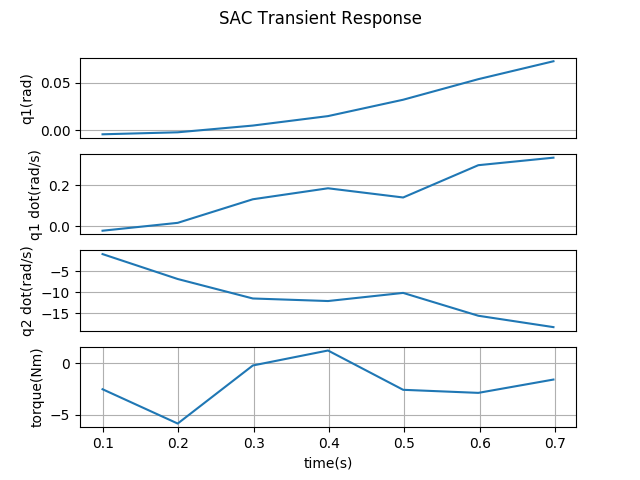 SAC Transient Response
q1(rad)
0.05
0.00
q1 dot(rad/s)
0.2
0.0
q2 dot(rad/s)
−5
−10
−15
torque(Nm)
0
−5
0.1 0.2 0.3 0.4 0.5 0.6 0.7
time(s)